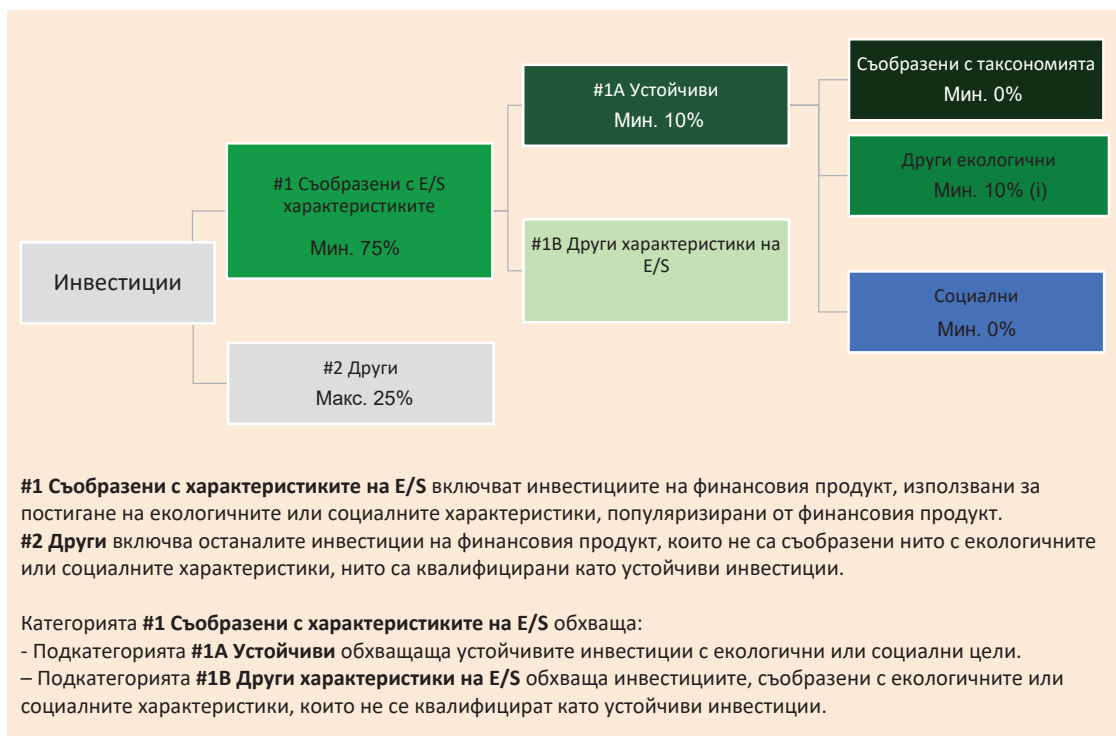 Инвестиции
#1 Съобразени с E/S
характеристиките
Мин. 75%
#2 Други
Макс. 25%
#1A Устойчиви
Мин. 10%
#1B Други характеристики на
E/S
Съобразени с таксономията
Мин. 0%
Други екологични
Мин. 10% (i)
Социални
Мин. 0%
#1 Съобразени с характеристиките на E/S включват инвестициите на финансовия продукт, използвани за
постигане на екологичните или социалните характеристики, популяризирани от финансовия продукт.
#2 Други включва останалите инвестиции на финансовия продукт, които не са съобразени нито с екологичните
или социалните характеристики, нито са квалифицирани като устойчиви инвестиции.
Категорията #1 Съобразени с характеристиките на E/S обхваща:
- Подкатегорията #1A Устойчиви обхващаща устойчивите инвестиции с екологични или социални цели.
– Подкатегорията #1B Други характеристики на E/S обхваща инвестициите, съобразени с екологичните или
социалните характеристики, които не се квалифицират като устойчиви инвестиции.